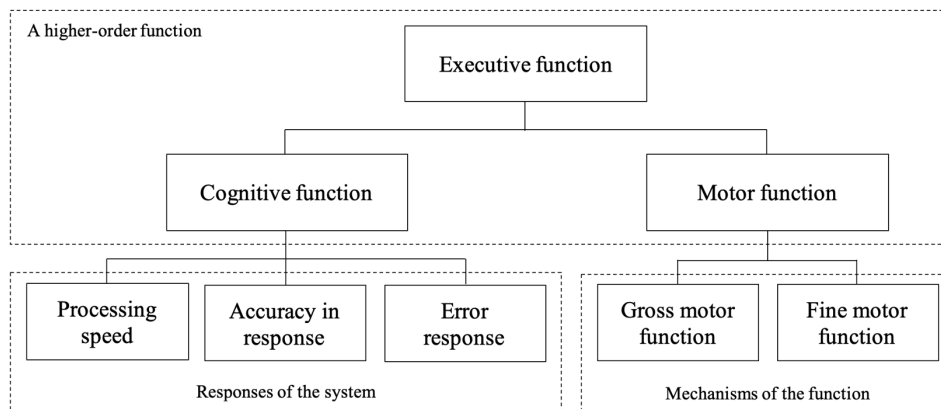 A higher-order function
Executive function
Cognitive function
Motor function
Processing
speed
Accuracy in
response
Error
response
Gross motor
function
Fine motor
function
Responses of the system
Mechanisms of the function